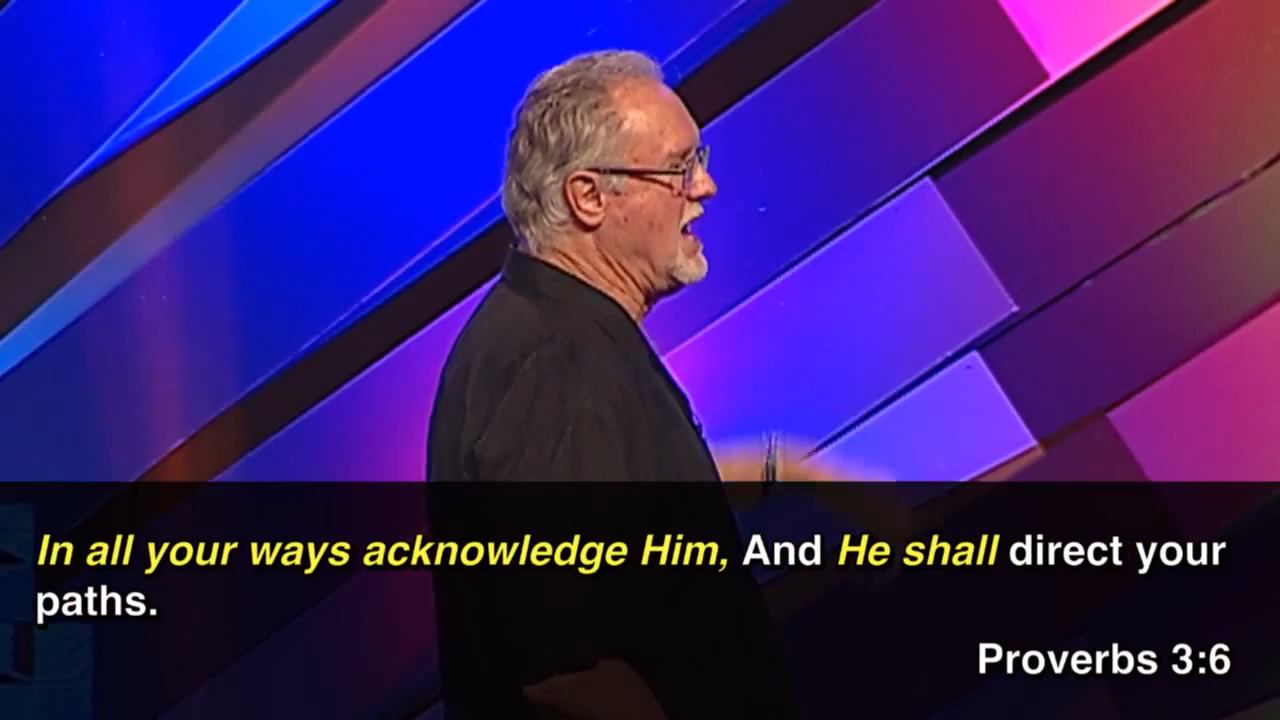 In all your ways acknowledge Him, And He shall direct your
paths.
Proverbs 3:6